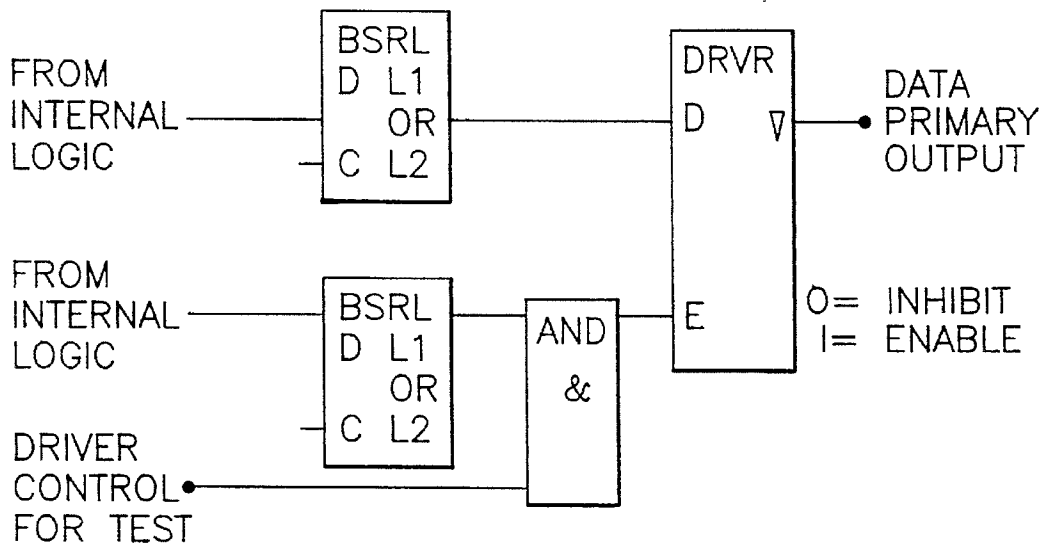 FROM
INTERNAL
LOGIC
BSRL
D L1
OR
C L2
DRVR
D ∇
E
DATA
PRIMARY
OUTPUT
FROM
INTERNAL
LOGIC
BSRL
D L1
OR
C L2
AND
&
0= INHIBIT
1= ENABLE
DRIVER
CONTROL
FOR TEST